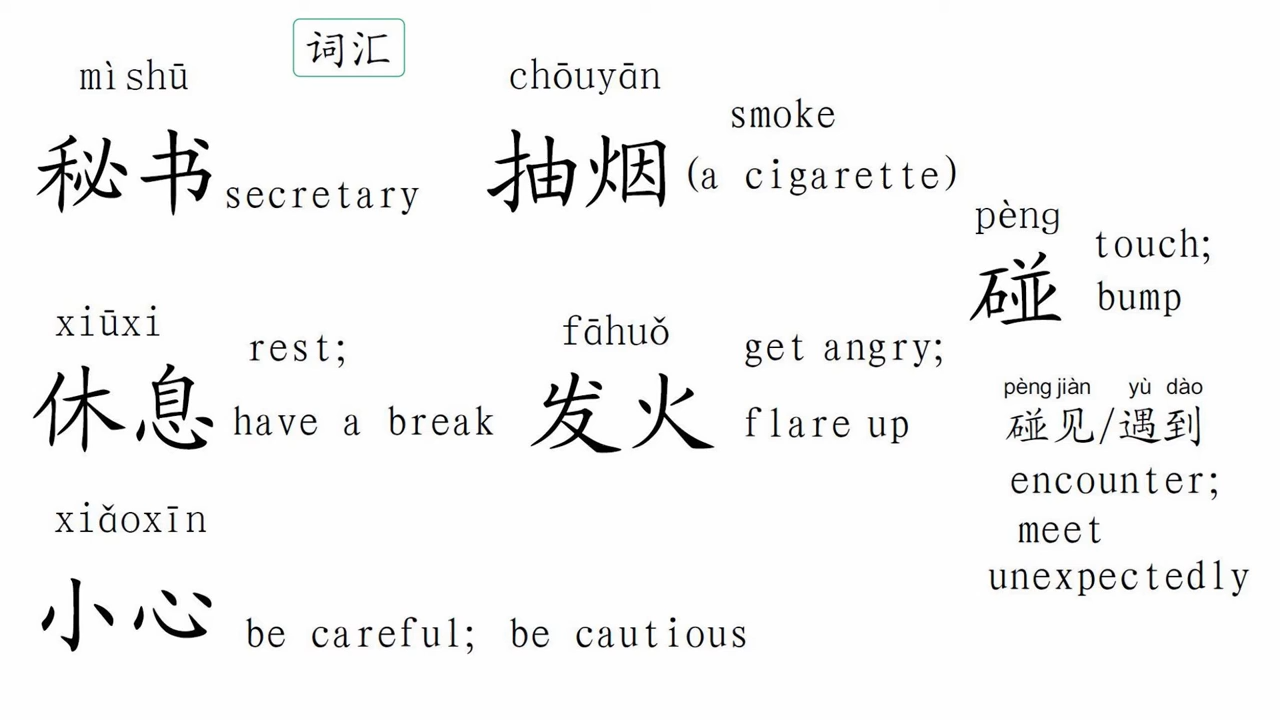 词汇
mìshū
秘书 secretary
chōuyān
抽烟
smoke
(a cigarette)
pèng
碰
touch;
bump
xiūxi
休息
rest;
have a break
fāhuǒ
发火
get angry;
flare up
pèng jiàn yù dào
碰见/遇到
encounter;
meet
unexpectedly
xiǎoxīn
小心 be careful; be cautious